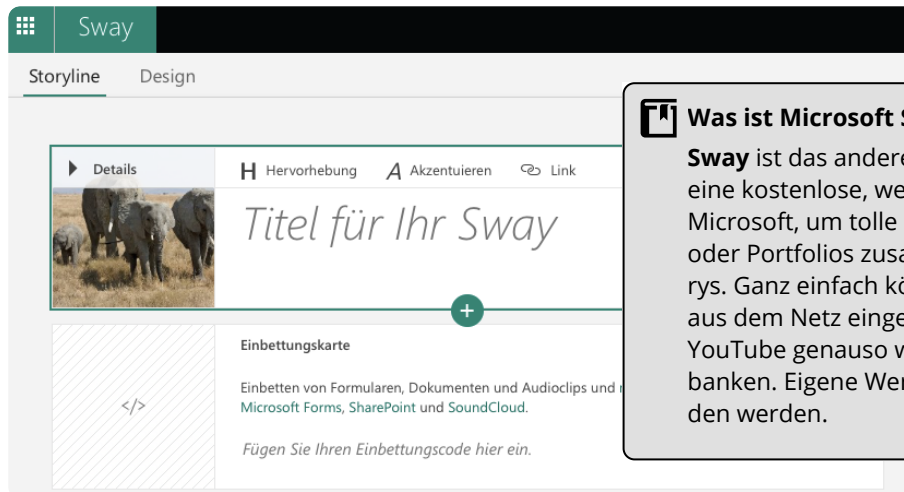 Sway
Storyline Design
Details
H Hervorhebung A Akzentuieren Link
Titel für Ihr Sway
Einbettungskarte
Einbetten von Formularen, Dokumenten und Audioclips und
Microsoft Forms, SharePoint und SoundCloud.
</>
Fügen Sie Ihren Einbettungscode hier ein.
Was ist Microsoft
Sway ist das andere
eine kostenlose, we
Microsoft, um tolle
oder Portfolios zusa
rys. Ganz einfach kö
aus dem Netz einge
YouTube genauso w
banken. Eigene Wer
den werden.